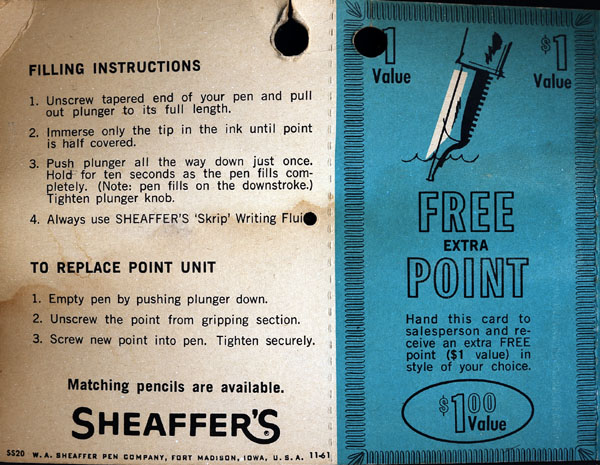 FILLING INSTRUCTIONS
1. Unscrew tapered end of your pen and pull
out plunger to its full length.
2. Immerse only the tip in the ink until point
is half covered.
3. Push plunger all the way down just once.
Hold for ten seconds as the pen fills com-
pletely. (Note: pen fills on the downstroke.)
Tighten plunger knob.
4. Always use SHEAFFER'S 'Skrip' Writing
TO REPLACE POINT UNIT
1. Empty pen by pushing plunger down.
2. Unscrew the point from gripping section.
3. Screw new point into pen. Tighten securely.
Matching pencils are available.
SHEAFFER'S
SS20 W. A. SHEAFFER PEN COMPANY, FORT MADISON, IOWA, U. S. A. 11-61
1
Value
$1
Value
FREE
EXTRA
POINT
Hand this card to
salesperson and re-
ceive an extra FREE
point ($1 value) in
style of your choice.
$1.00
Value